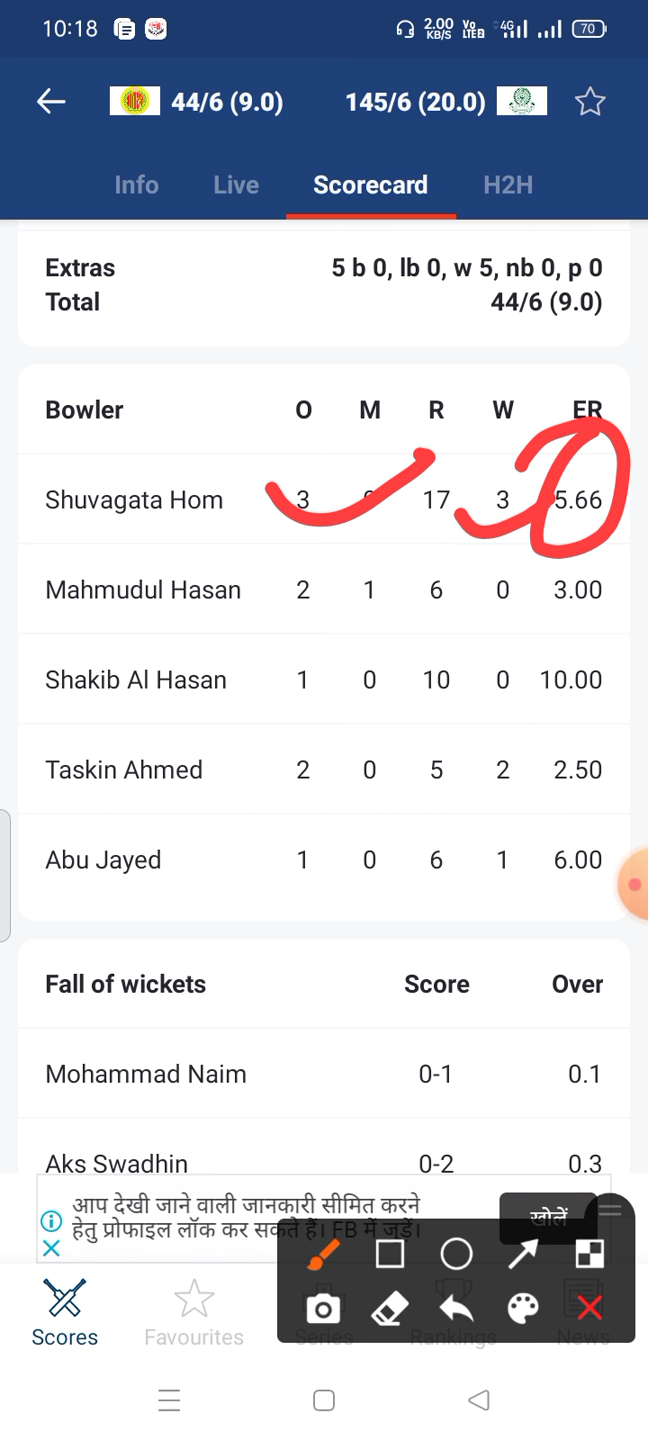 10:18 2.00 KB/S Vo LTE 2 4G 70
44/6 (9.0) 145/6 (20.0)
Info Live Scorecard H2H
Extras 5 b 0, lb 0, w 5, nb 0, p 0
Total 44/6 (9.0)
Bowler O M R W ER
Shuvagata Hom 3 17 3 5.66
Mahmudul Hasan 2 1 6 0 3.00
Shakib Al Hasan 1 0 10 0 10.00
Taskin Ahmed 2 0 5 2 2.50
Abu Jayed 1 0 6 1 6.00
Fall of wickets Score Over
Mohammad Naim 0-1 0.1
Aks Swadhin 0-2 0.3
आप देखी जाने वाली जानकारी सीमित करने
हेतु प्रोफाइल लॉक कर सकते हैं। FB में जुड़ें।
खोलें
Scores Favourites Series Rankings News